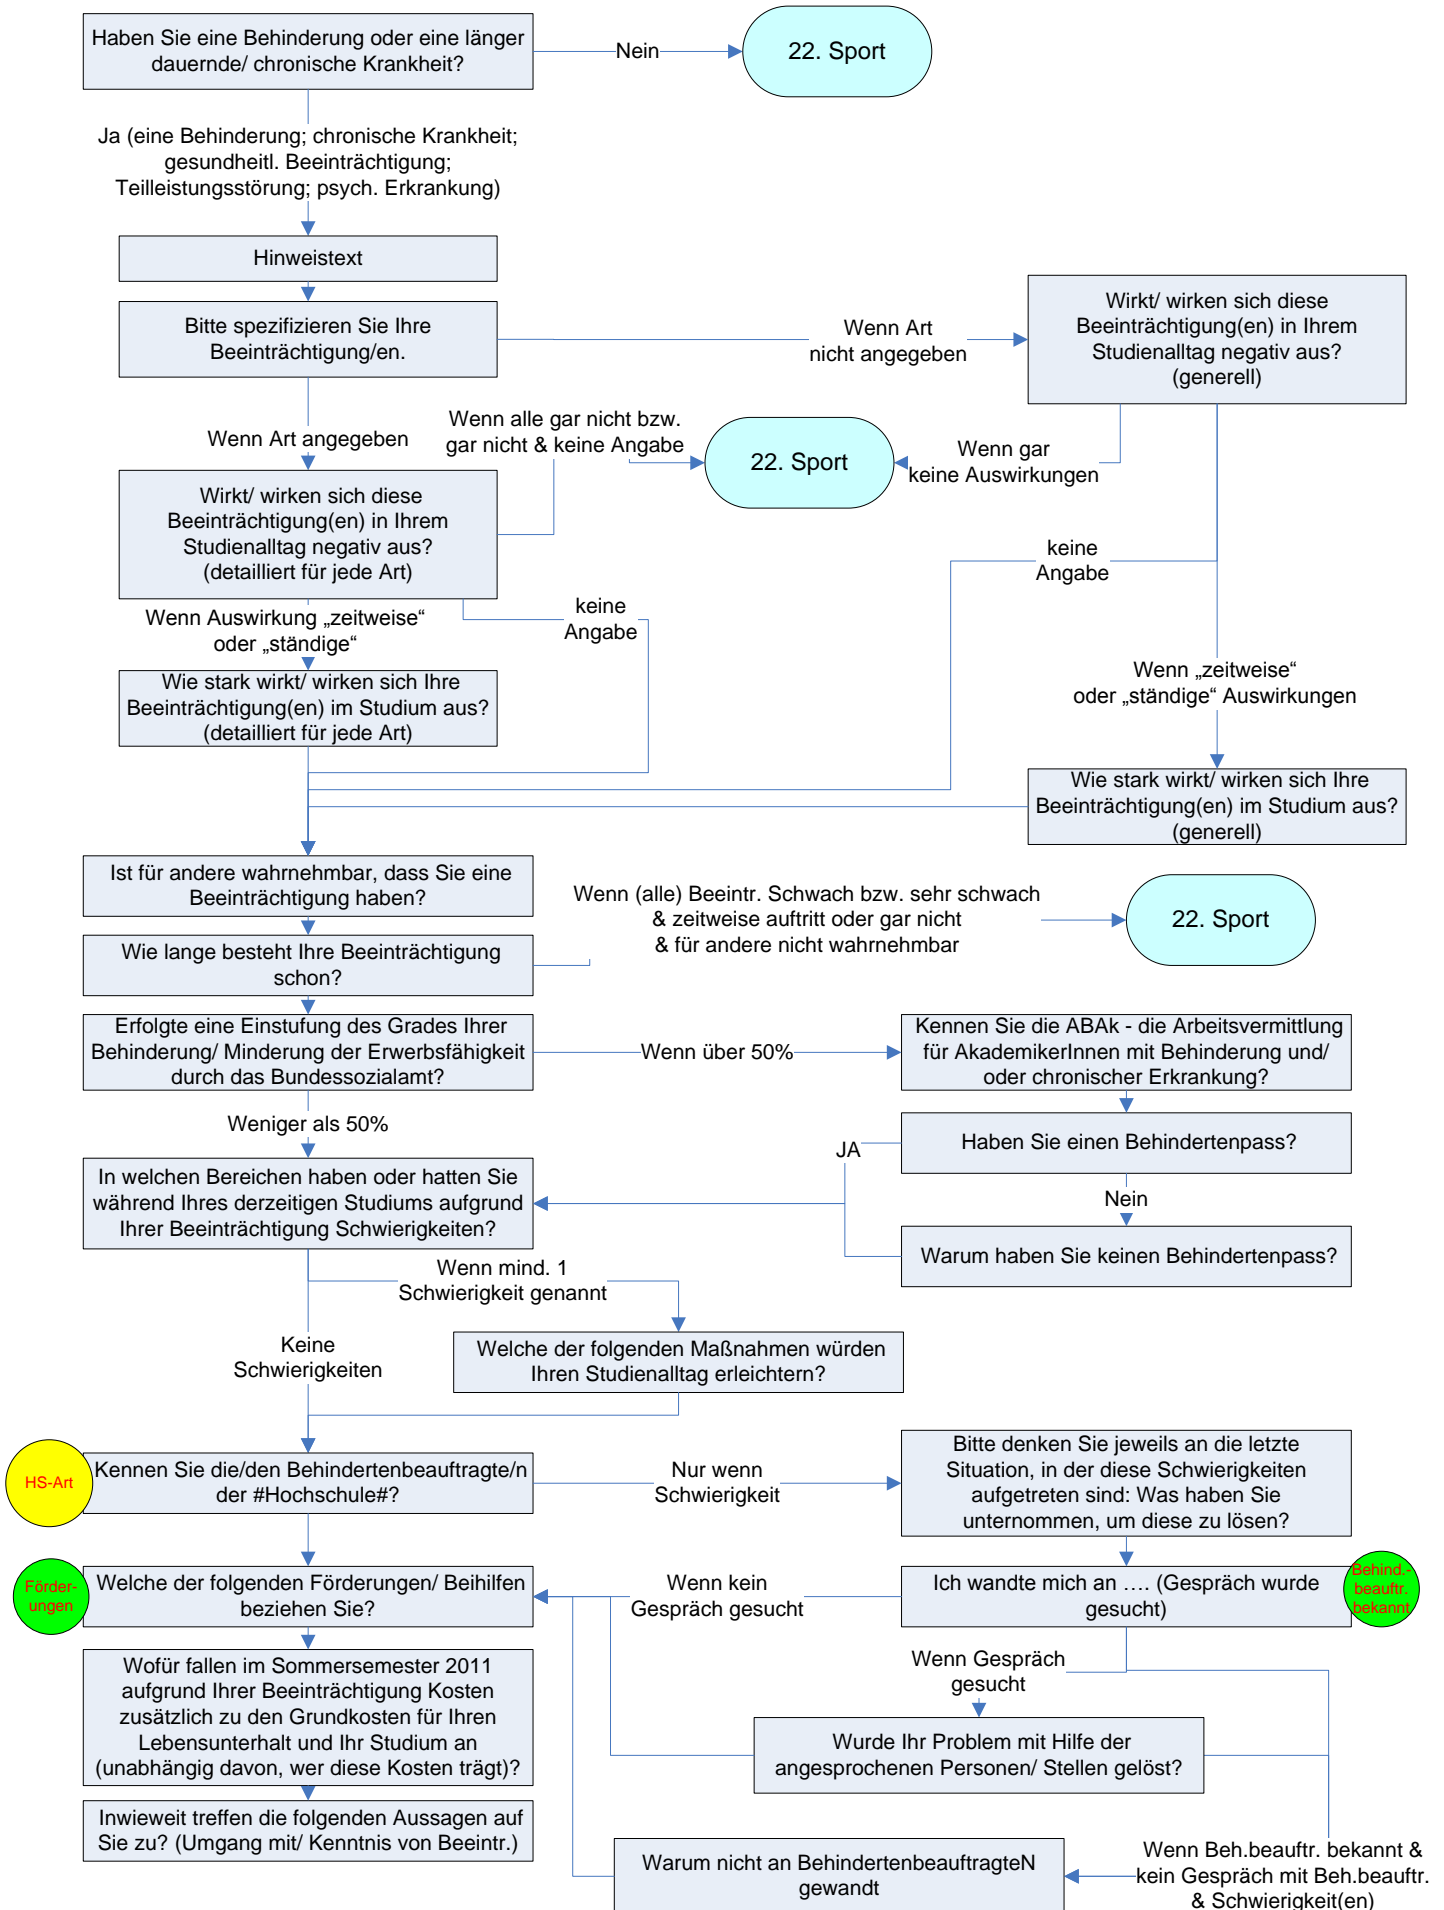 Haben Sie eine Behinderung oder eine länger
dauernde/ chronische Krankheit?
Nein
22. Sport
Ja (eine Behinderung; chronische Krankheit;
gesundheitl. Beeinträchtigung;
Teilleistungsstörung; psych. Erkrankung)
Hinweistext
Bitte spezifizieren Sie Ihre
Beeinträchtigung/en.
Wenn Art
nicht angegeben
Wirkt/ wirken sich diese
Beeinträchtigung(en) in Ihrem
Studienalltag negativ aus?
(generell)
Wenn Art angegeben
Wenn alle gar nicht bzw.
gar nicht & keine Angabe
22. Sport
Wenn gar
keine Auswirkungen
Wirkt/ wirken sich diese
Beeinträchtigung(en) in Ihrem
Studienalltag negativ aus?
(detailliert für jede Art)
keine
Angabe
Wenn Auswirkung „zeitweise“
oder „ständige“
keine
Angabe
Wenn „zeitweise“
oder „ständige“ Auswirkungen
Wie stark wirkt/ wirken sich Ihre
Beeinträchtigung(en) im Studium aus?
(detailliert für jede Art)
Wie stark wirkt/ wirken sich Ihre
Beeinträchtigung(en) im Studium aus?
(generell)
Ist für andere wahrnehmbar, dass Sie eine
Beeinträchtigung haben?
Wenn (alle) Beeintr. Schwach bzw. sehr schwach
& zeitweise auftritt oder gar nicht
& für andere nicht wahrnehmbar
22. Sport
Wie lange besteht Ihre Beeinträchtigung
schon?
Erfolgte eine Einstufung des Grades Ihrer
Behinderung/ Minderung der Erwerbsfähigkeit
durch das Bundessozialamt?
Wenn über 50%
Kennen Sie die ABAk - die Arbeitsvermittlung
für AkademikerInnen mit Behinderung und/
oder chronischer Erkrankung?
Weniger als 50%
JA
Haben Sie einen Behindertenpass?
In welchen Bereichen haben oder hatten Sie
während Ihres derzeitigen Studiums aufgrund
Ihrer Beeinträchtigung Schwierigkeiten?
Nein
Warum haben Sie keinen Behindertenpass?
Wenn mind. 1
Schwierigkeit genannt
Keine
Schwierigkeiten
Welche der folgenden Maßnahmen würden
Ihren Studienalltag erleichtern?
HS-Art
Kennen Sie die/den Behindertenbeauftragte/n
der #Hochschule#?
Nur wenn
Schwierigkeit
Bitte denken Sie jeweils an die letzte
Situation, in der diese Schwierigkeiten
aufgetreten sind: Was haben Sie
unternommen, um diese zu lösen?
Förder-
ungen
Welche der folgenden Förderungen/ Beihilfen
beziehen Sie?
Wenn kein
Gespräch gesucht
Ich wandte mich an …. (Gespräch wurde
gesucht)
Behind.-
beauftr.
bekannt
Wofür fallen im Sommersemester 2011
aufgrund Ihrer Beeinträchtigung Kosten
zusätzlich zu den Grundkosten für Ihren
Lebensunterhalt und Ihr Studium an
(unabhängig davon, wer diese Kosten trägt)?
Wenn Gespräch
gesucht
Wurde Ihr Problem mit Hilfe der
angesprochenen Personen/ Stellen gelöst?
Inwieweit treffen die folgenden Aussagen auf
Sie zu? (Umgang mit/ Kenntnis von Beeintr.)
Warum nicht an BehindertenbeauftragteN
gewandt
Wenn Beh.beauftr. bekannt &
kein Gespräch mit Beh.beauftr.
& Schwierigkeit(en)